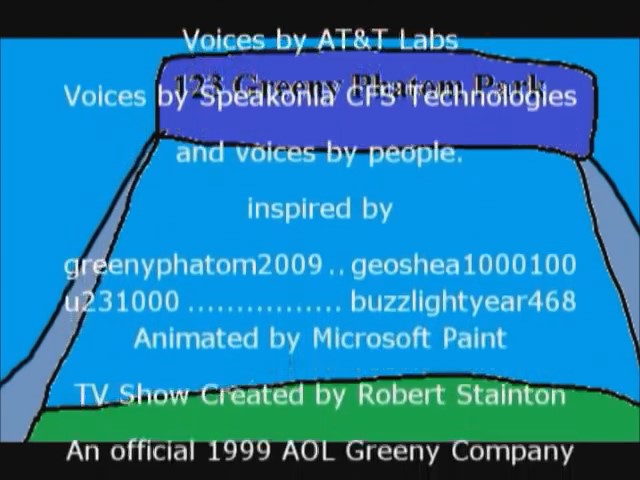 Voices by AT&T Labs
123 Greeny Phatom Park
Voices by Speakonia CFS Technologies
and voices by people.
inspired by
greenyphatom2009 .. geoshea1000100
u231000 ................ buzzlightyear468
Animated by Microsoft Paint
TV Show Created by Robert Stainton
An official 1999 AOL Greeny Company